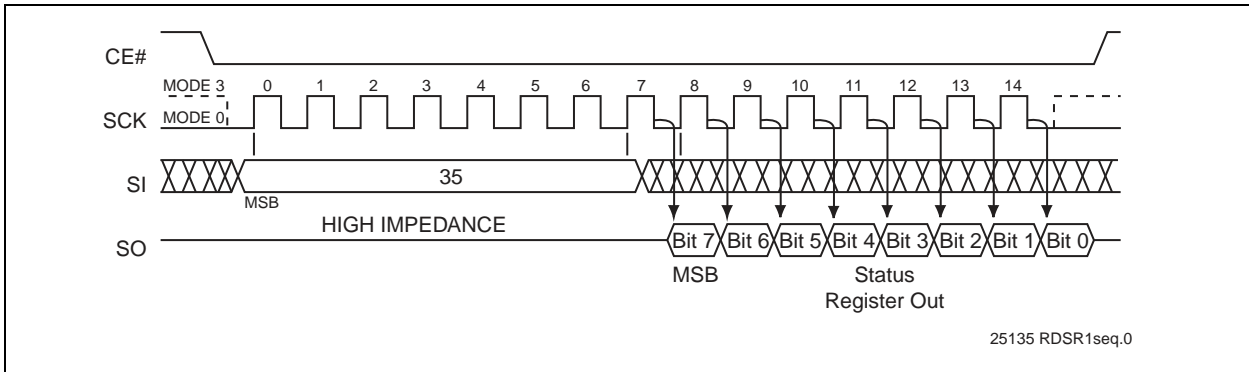 CE#
MODE 3 0 1 2 3 4 5 6 7 8 9 10 11 12 13 14
SCK MODE 0
SI 35
MSB
HIGH IMPEDANCE
SO Bit 7 Bit 6 Bit 5 Bit 4 Bit 3 Bit 2 Bit 1 Bit 0
MSB Status
Register Out
25135 RDSR1seq.0